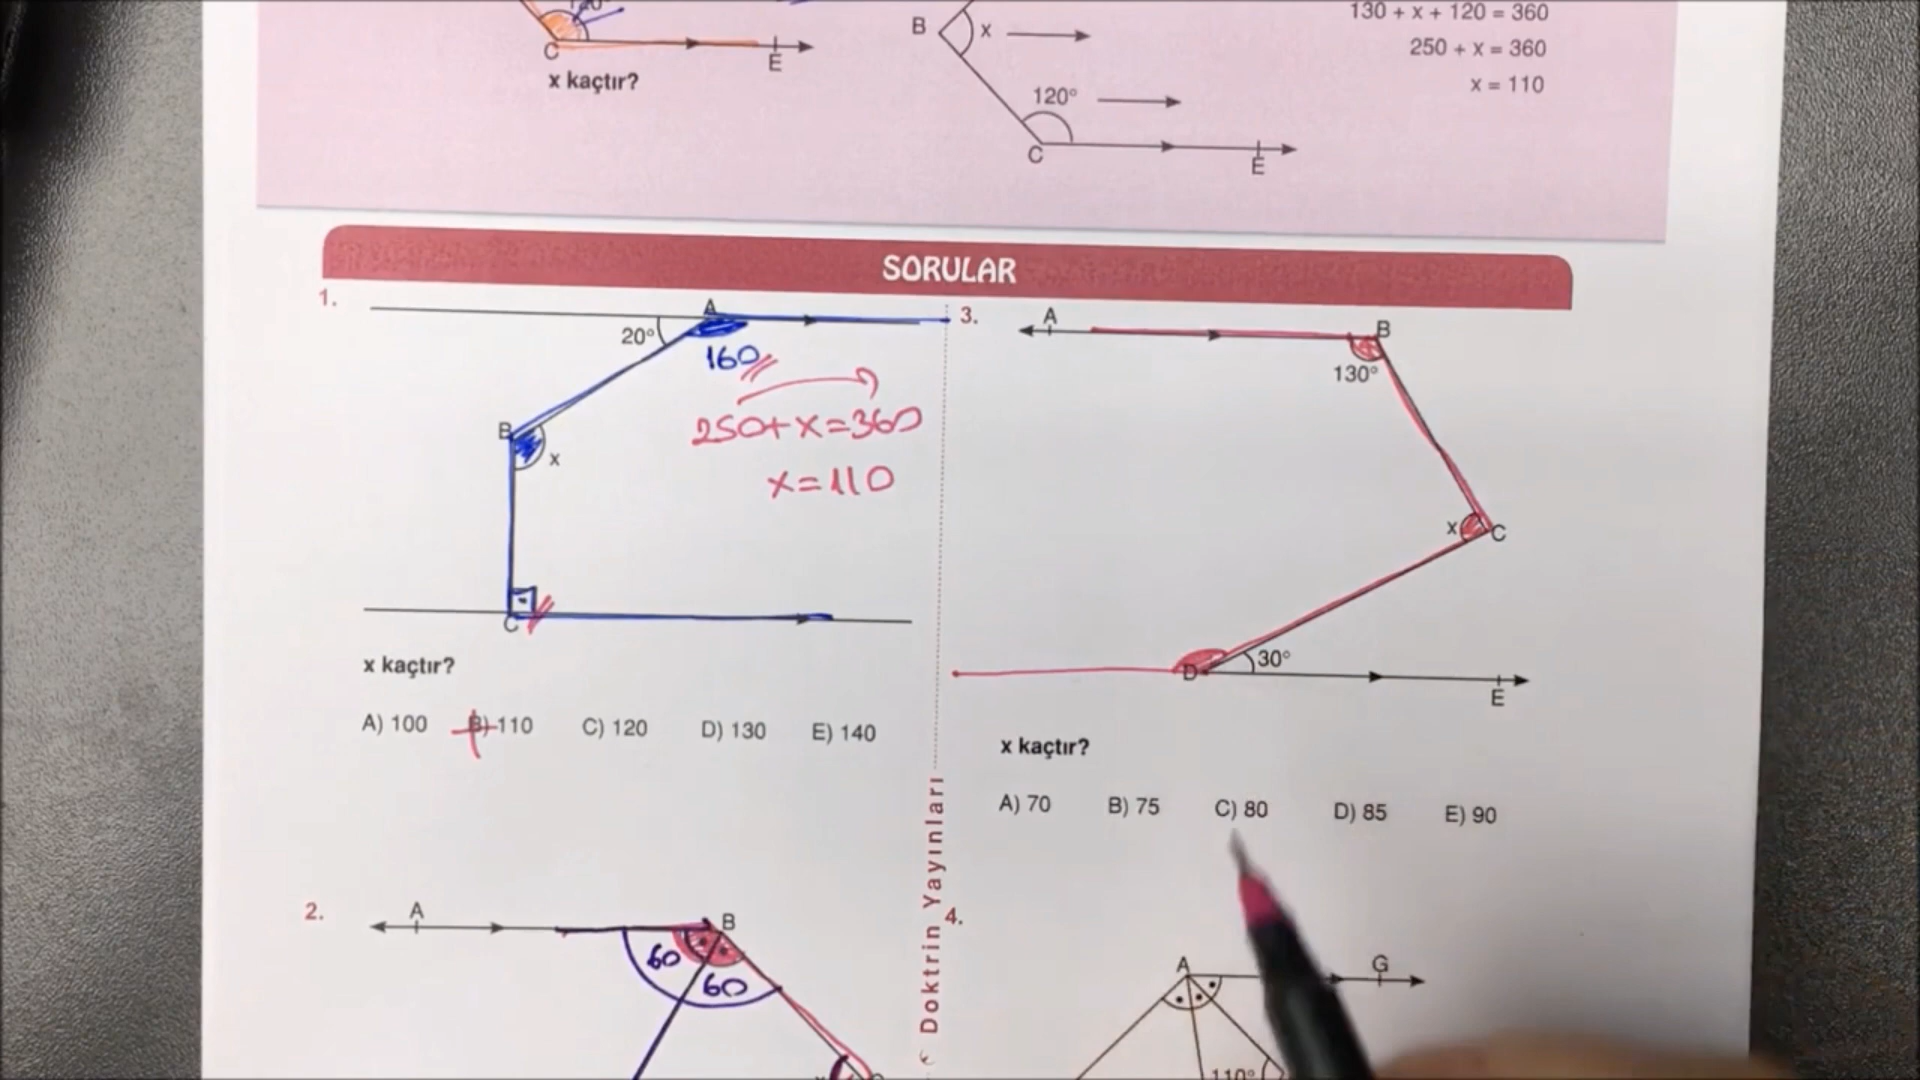 120°
C
E
x kaçtır?
B
x
120°
C
E
130 + x + 120 = 360
250 + x = 360
x = 110
SORULAR
1.
A
20°
160
250+x=360
x=110
B
x
C
x kaçtır?
A) 100 B) 110 C) 120 D) 130 E) 140
2.
A
B
60
60
3.
A
B
130°
x
C
D
30°
E
x kaçtır?
A) 70 B) 75 C) 80 D) 85 E) 90
Doktrin Yayınları
4.
A
G
110°